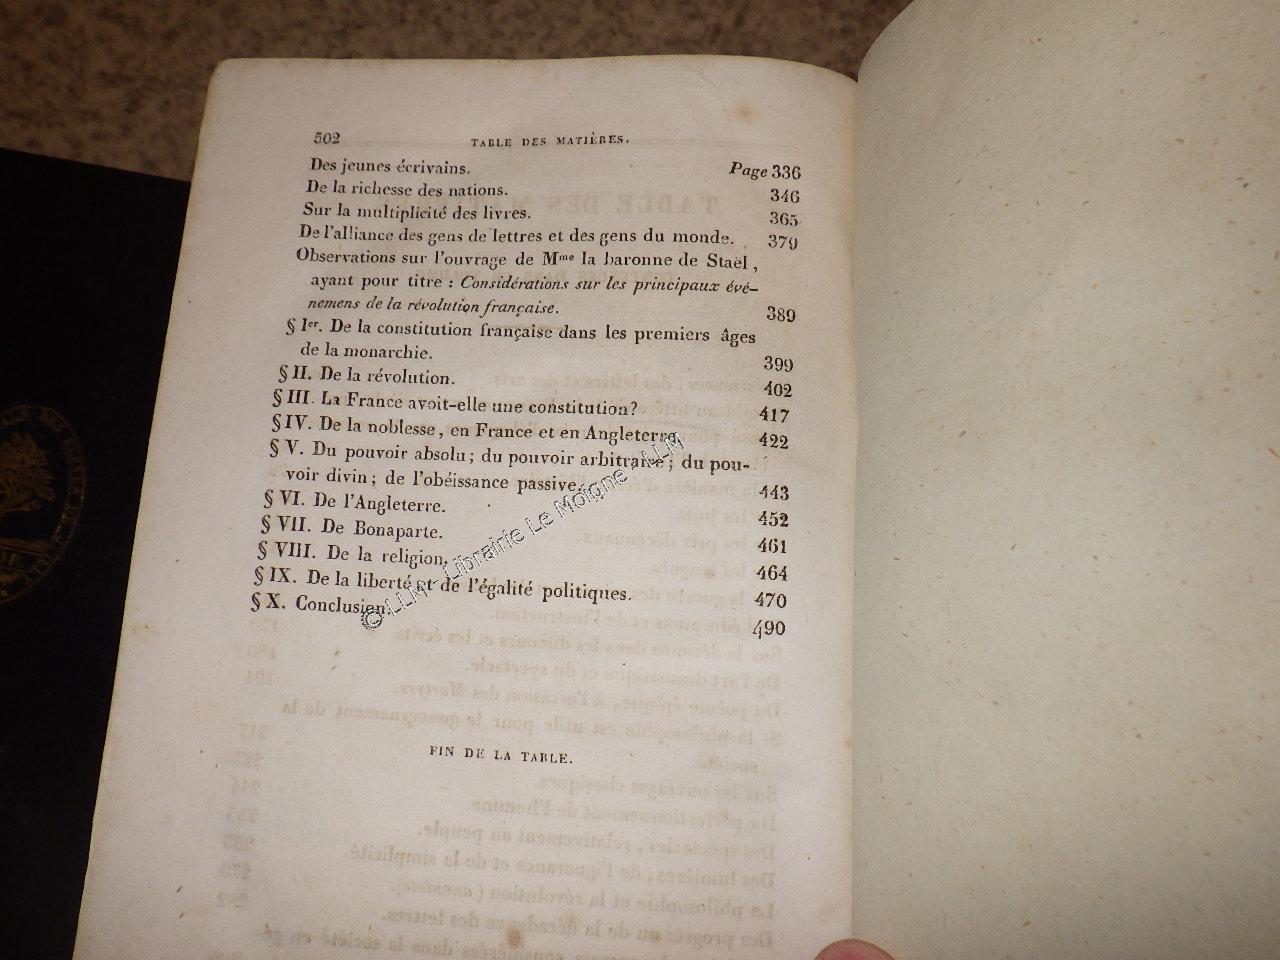 502 TABLE DES MATIÈRES.
Des jeunes écrivains. Page 336
De la richesse des nations. 346
Sur la multiplicité des livres. 365
De l'alliance des gens de lettres et des gens du monde. 379
Observations sur l'ouvrage de Mme la baronne de Staël,
ayant pour titre : Considérations sur les principaux évé-
nemens de la révolution française. 389
§ Ier. De la constitution française dans les premiers âges
de la monarchie. 399
§ II. De la révolution. 402
§ III. La France avoit-elle une constitution? 417
§ IV. De la noblesse, en France et en Angleterre. 422
§ V. Du pouvoir absolu; du pouvoir arbitraire; du pou-
voir divin; de l'obéissance passive. 443
§ VI. De l'Angleterre. 452
§ VII. De Bonaparte. 461
§ VIII. De la religion. 464
§ IX. De la liberté et de l'égalité politiques. 470
§ X. Conclusion. 490
© LLM - Librairie Le Moigne - LLM
FIN DE LA TABLE.